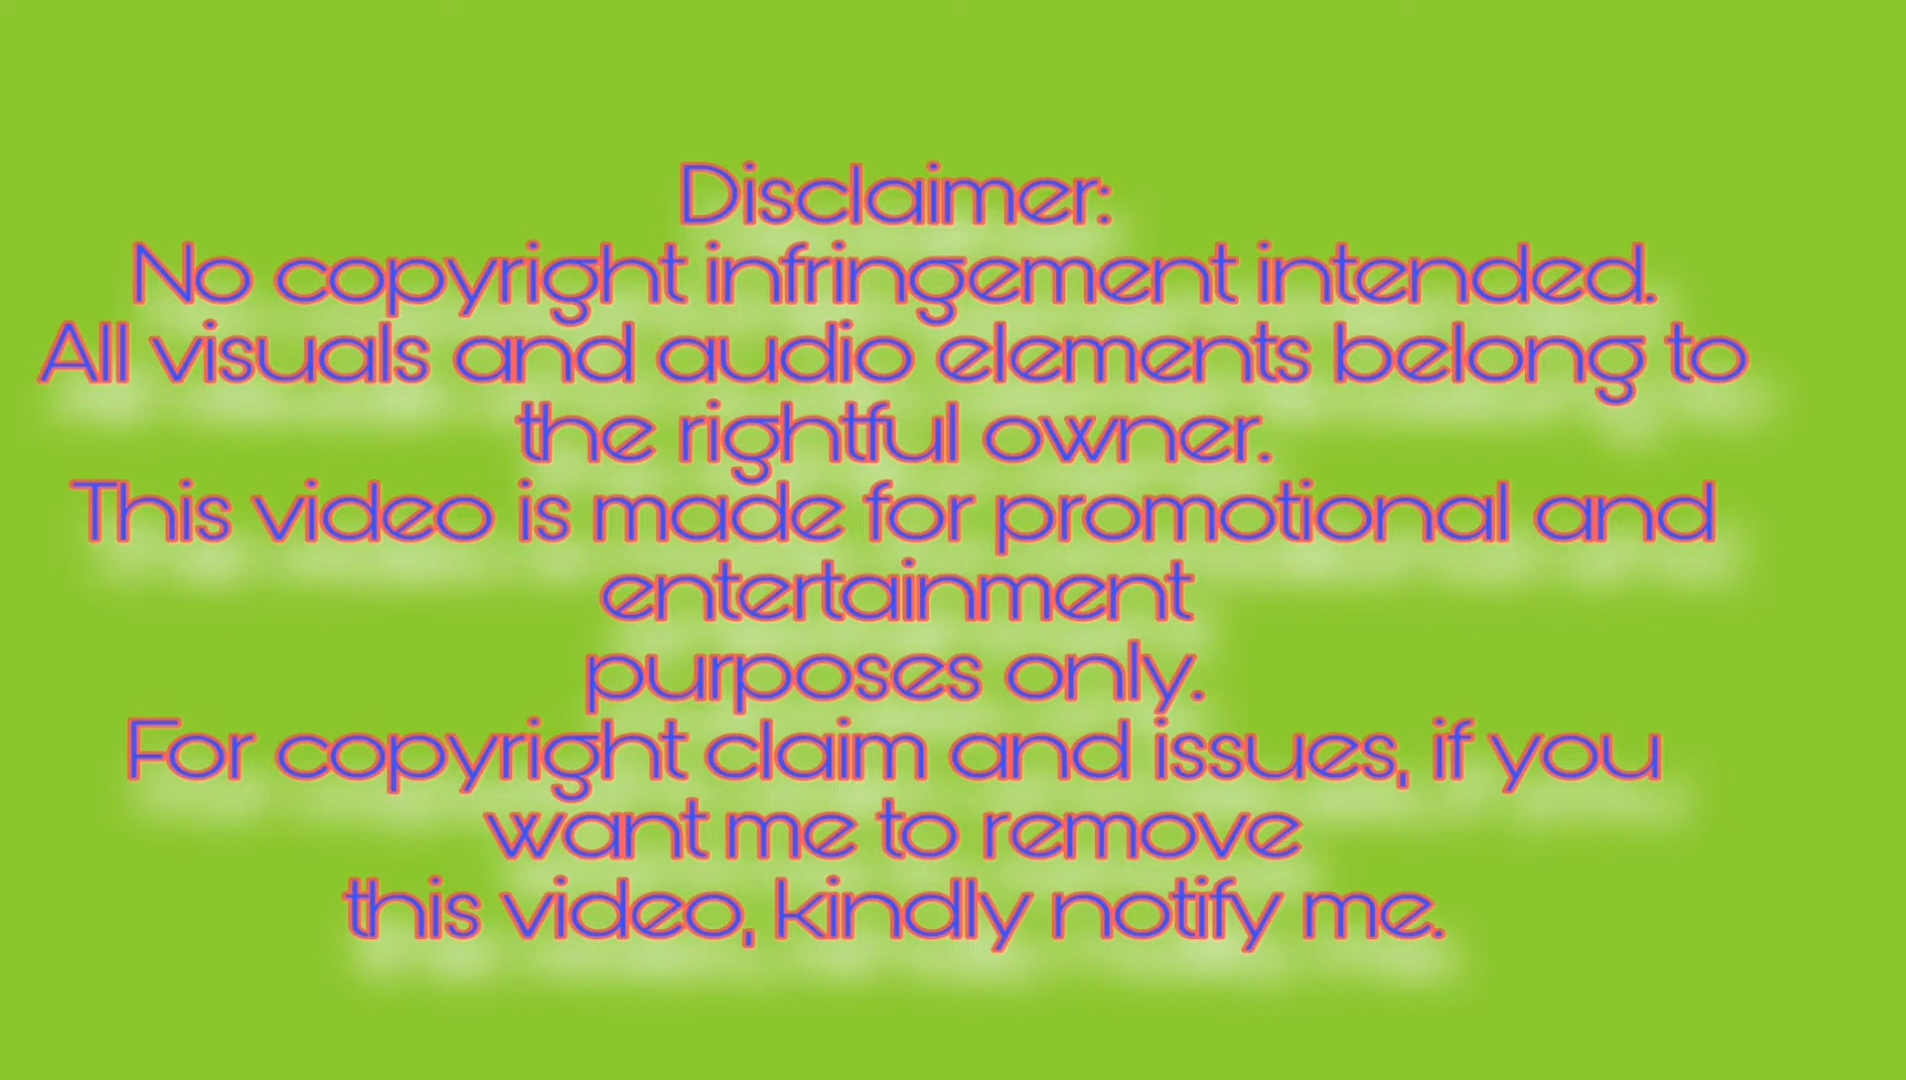 Disclaimer:
No copyright infringement intended.
All visuals and audio elements belong to
the rightful owner.
This video is made for promotional and
entertainment
purposes only.
For copyright claim and issues, if you
want me to remove
this video, kindly notify me.